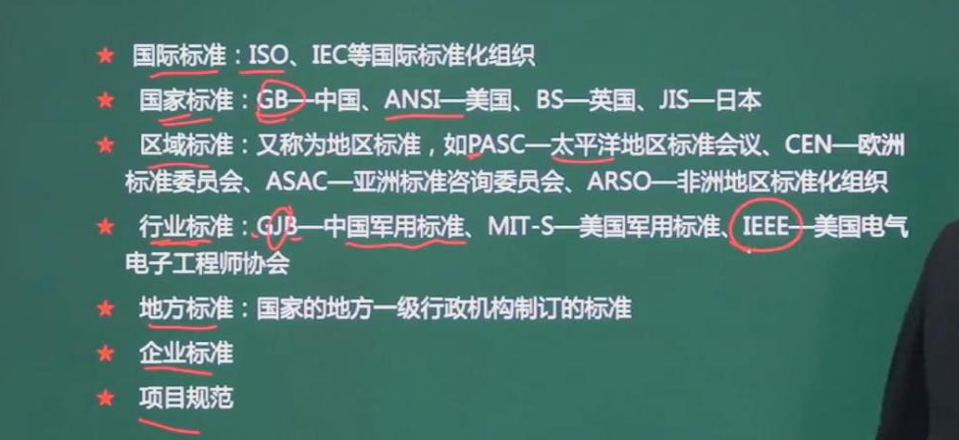 ★ 国际标准：ISO、IEC等国际标准化组织
★ 国家标准：GB—中国、ANSI—美国、BS—英国、JIS—日本
★ 区域标准：又称为地区标准，如PASC—太平洋地区标准会议、CEN—欧洲
标准委员会、ASAC—亚洲标准咨询委员会、ARSO—非洲地区标准化组织
★ 行业标准：GJB—中国军用标准、MIT-S—美国军用标准、IEEE—美国电气
电子工程师协会
★ 地方标准：国家的地方一级行政机构制订的标准
★ 企业标准
★ 项目规范